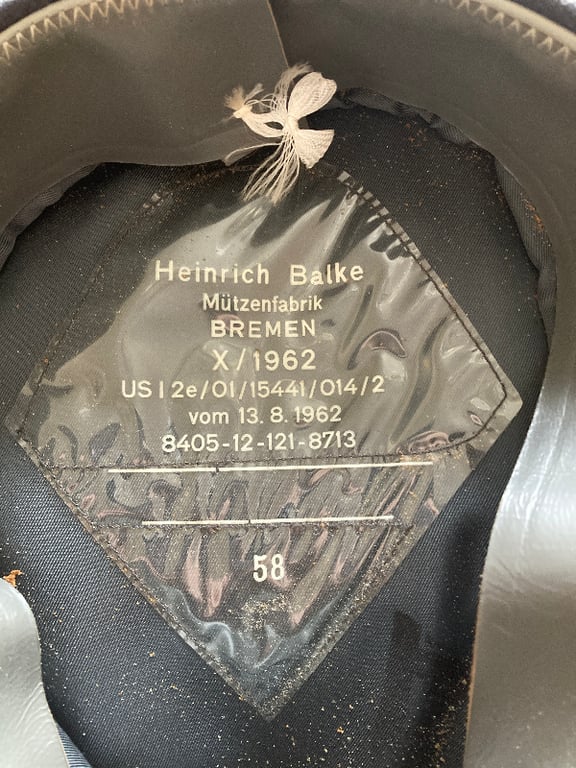 Heinrich Balke
Mützenfabrik
BREMEN
X/1962
US I 2e/01/15441/014/2
vom 13. 8. 1962
8405-12-121-8713
58